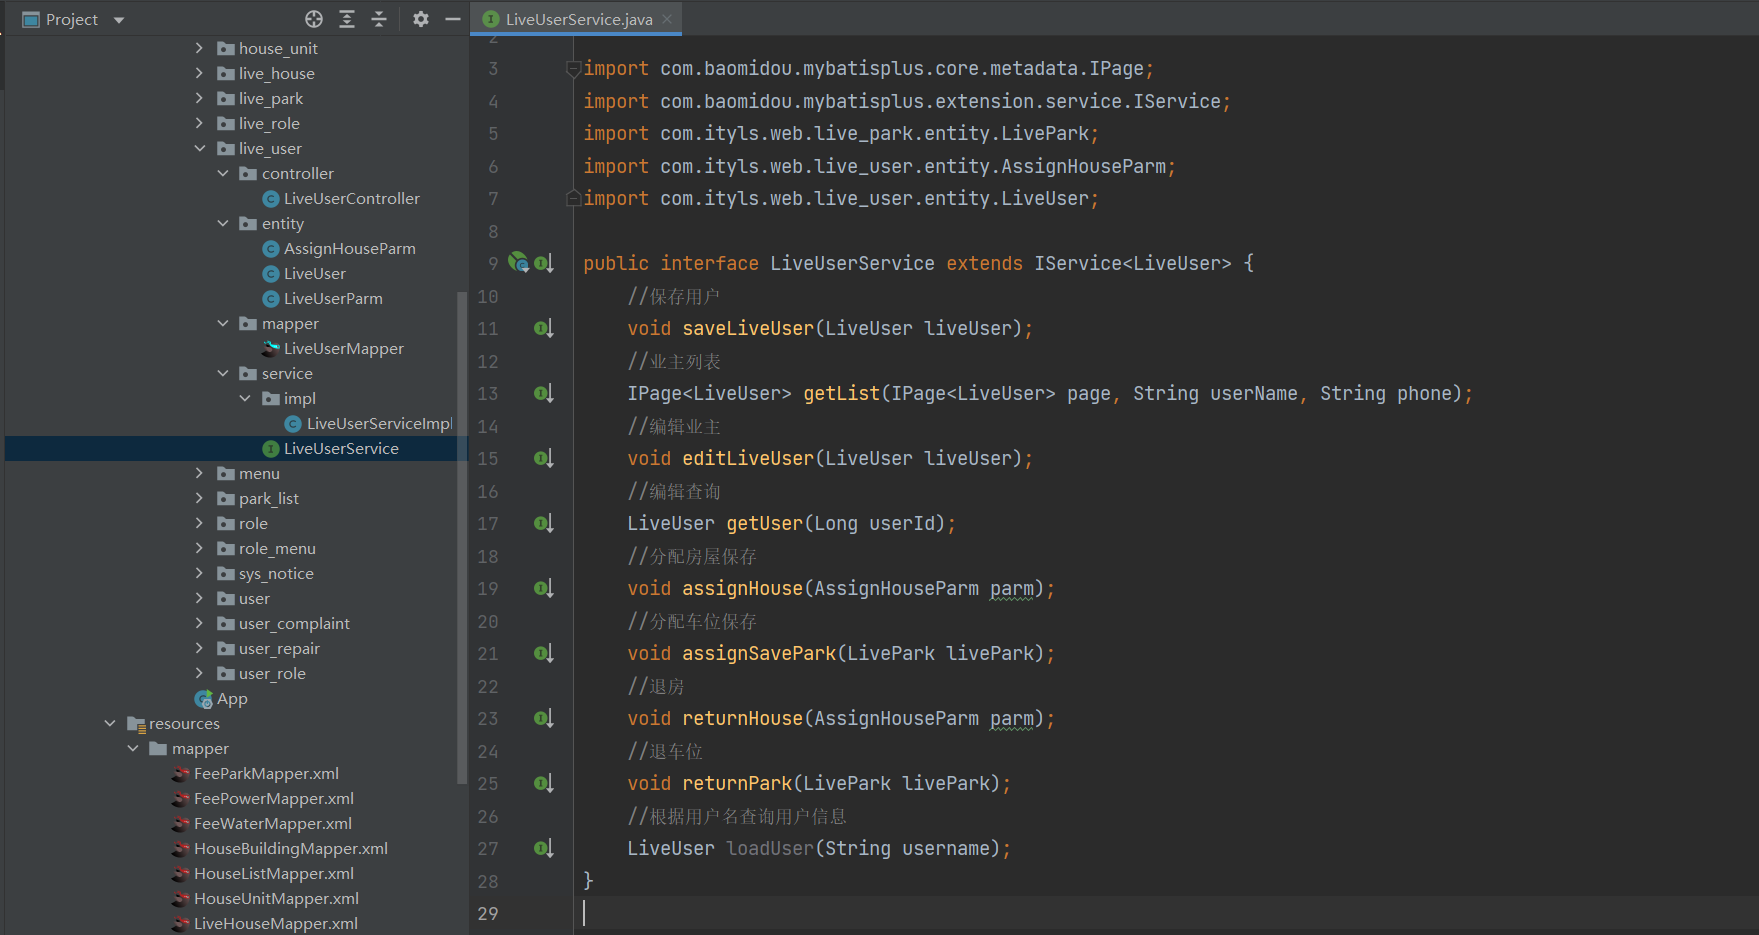 Project
house_unit
live_house
live_park
live_role
live_user
controller
LiveUserController
entity
AssignHouseParm
LiveUser
LiveUserParm
mapper
LiveUserMapper
service
impl
LiveUserServiceImpl
LiveUserService
menu
park_list
role
role_menu
sys_notice
user
user_complaint
user_repair
user_role
App
resources
mapper
FeeParkMapper.xml
FeePowerMapper.xml
FeeWaterMapper.xml
HouseBuildingMapper.xml
HouseListMapper.xml
HouseUnitMapper.xml
LiveHouseMapper.xml
LiveUserService.java
2
3 import com.baomidou.mybatisplus.core.metadata.IPage;
4 import com.baomidou.mybatisplus.extension.service.IService;
5 import com.ityls.web.live_park.entity.LivePark;
6 import com.ityls.web.live_user.entity.AssignHouseParm;
7 import com.ityls.web.live_user.entity.LiveUser;
8
9 public interface LiveUserService extends IService<LiveUser> {
10 //保存用户
11 void saveLiveUser(LiveUser liveUser);
12 //业主列表
13 IPage<LiveUser> getList(IPage<LiveUser> page, String userName, String phone);
14 //编辑业主
15 void editLiveUser(LiveUser liveUser);
16 //编辑查询
17 LiveUser getUser(Long userId);
18 //分配房屋保存
19 void assignHouse(AssignHouseParm parm);
20 //分配车位保存
21 void assignSavePark(LivePark livePark);
22 //退房
23 void returnHouse(AssignHouseParm parm);
24 //退车位
25 void returnPark(LivePark livePark);
26 //根据用户名查询用户信息
27 LiveUser loadUser(String username);
28 }
29